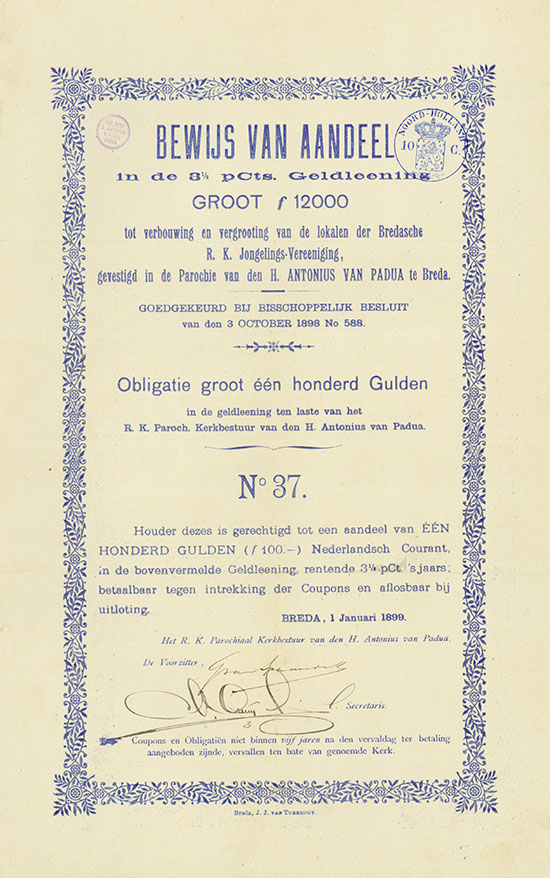 BEWIJS VAN AANDEEL
NOORD-HOLLAND
10 C.
in de 3½ pCts. Geldleening
GROOT f 12000
tot verbouwing en vergrooting van de lokalen der Bredasche
R. K. Jongelings-Vereeniging,
gevestigd in de Parochie van den H. ANTONIUS VAN PADUA te Breda.
GOEDGEKEURD BIJ BISSCHOPPELIJK BESLUIT
van den 3 OCTOBER 1898 No 588.
Obligatie groot één honderd Gulden
in de geldleening ten laste van het
R. K. Paroch. Kerkbestuur van den H. Antonius van Padua.
No 37.
Houder dezes is gerechtigd tot een aandeel van ÉÉN
HONDERD GULDEN (f 100.—) Nederlandsch Courant,
in de bovenvermelde Geldleening, rentende 3½ pCt. 'sjaars;
betaalbaar tegen intrekking der Coupons en aflosbaar bij
uitloting.
BREDA, 1 Januari 1899.
Het R. K. Parochiaal Kerkbestuur van den H. Antonius van Padua.
De Voorzitter,
Secretaris.
3
Coupons en Obligatiën niet binnen vijf jaren na den vervaldag ter betaling
aangeboden zijnde, vervallen ten bate van genoemde Kerk.
Breda, J. J. VAN TURNHOUT.